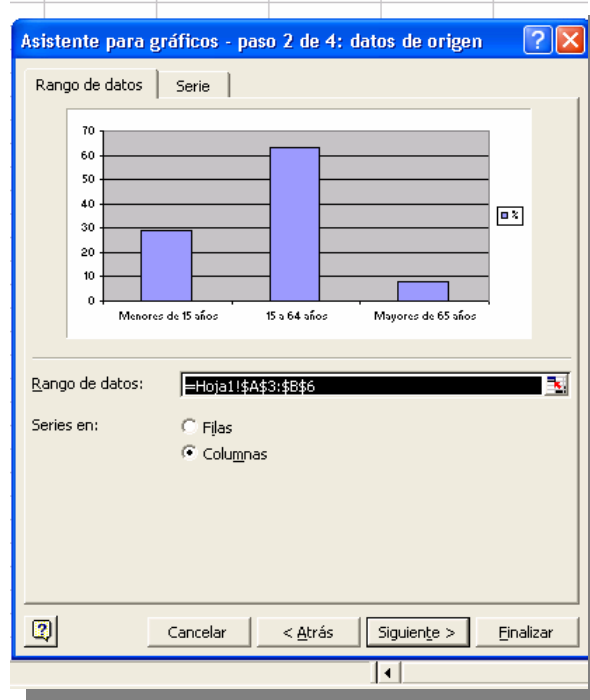 Asistente para gráficos - paso 2 de 4: datos de origen
Rango de datos
Serie
70
60
50
40
30
20
10
0
Menores de 15 años
15 a 64 años
Mayores de 65 años
%
Rango de datos:
=Hoja1!$A$3:$B$6
Series en:
Filas
Columnas
Cancelar
< Atrás
Siguiente >
Finalizar